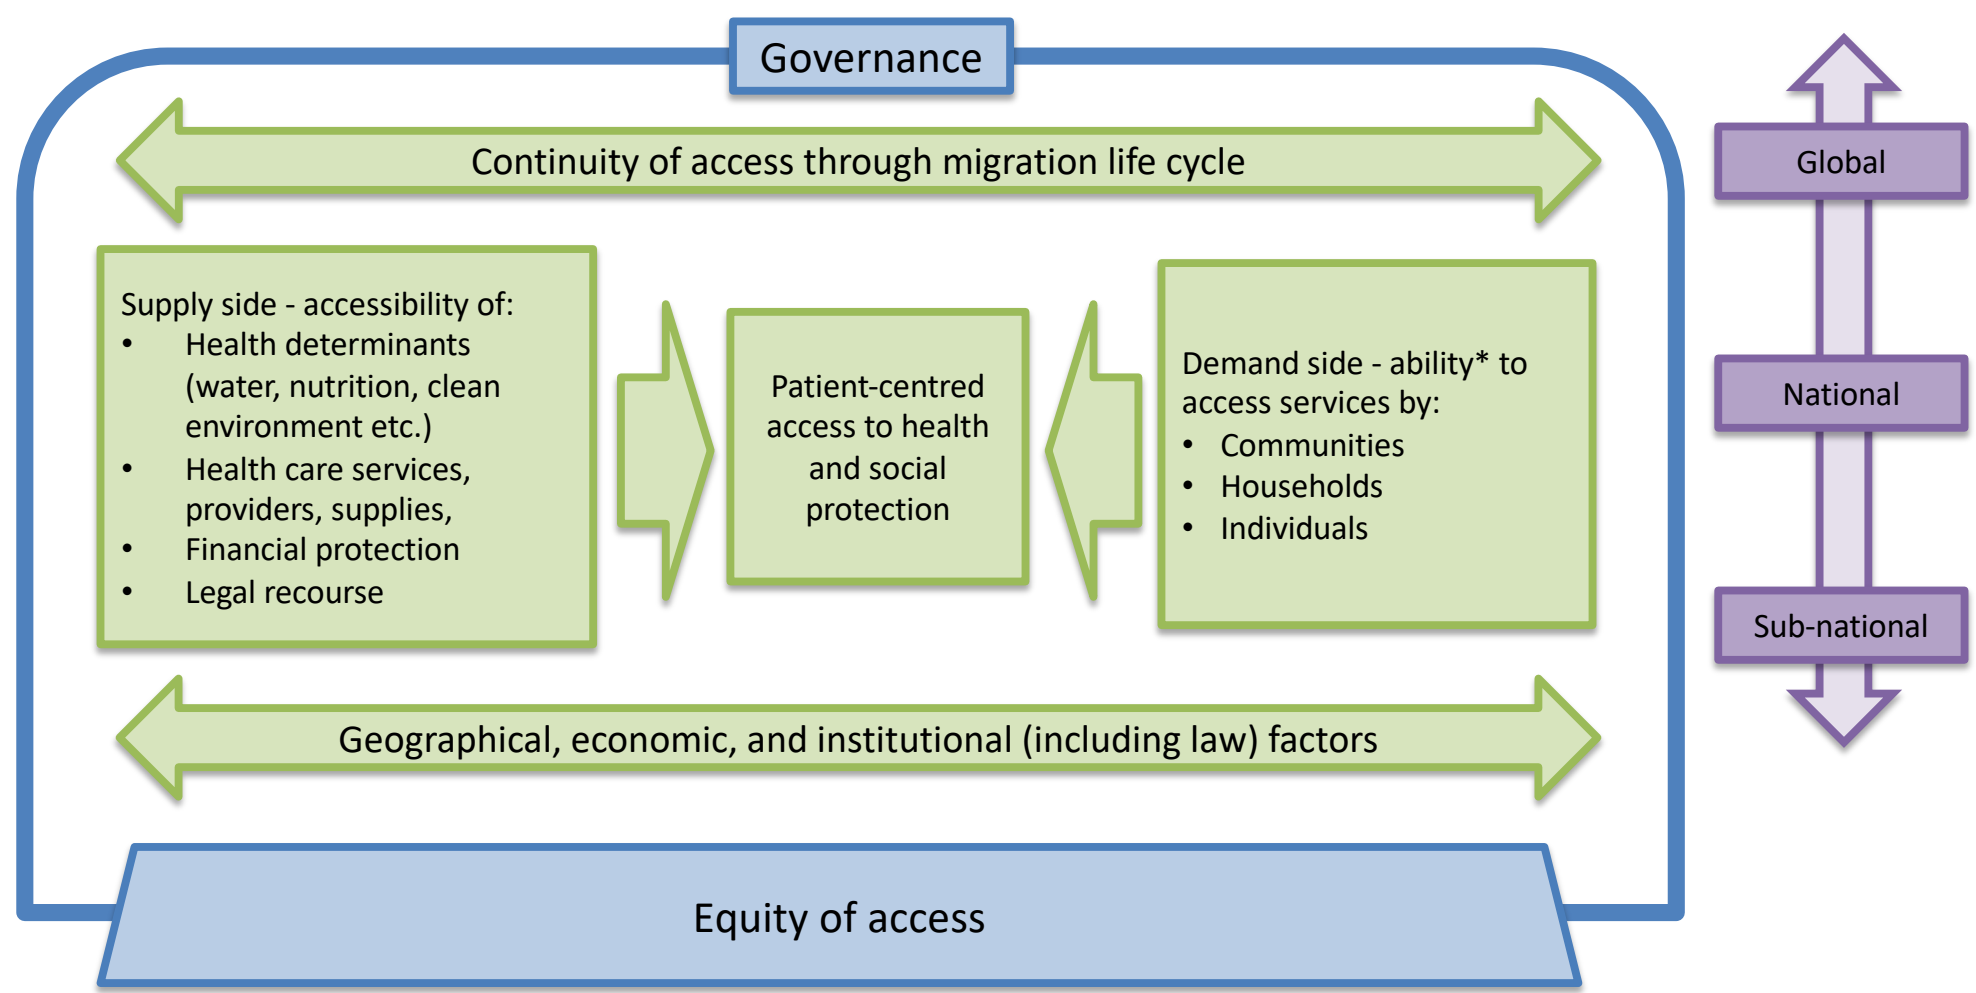 Governance
Continuity of access through migration life cycle
Supply side - accessibility of:
• Health determinants
(water, nutrition, clean
environment etc.)
• Health care services,
providers, supplies,
• Financial protection
• Legal recourse
Patient-centred
access to health
and social
protection
Demand side - ability* to
access services by:
• Communities
• Households
• Individuals
Geographical, economic, and institutional (including law) factors
Equity of access
Global
National
Sub-national